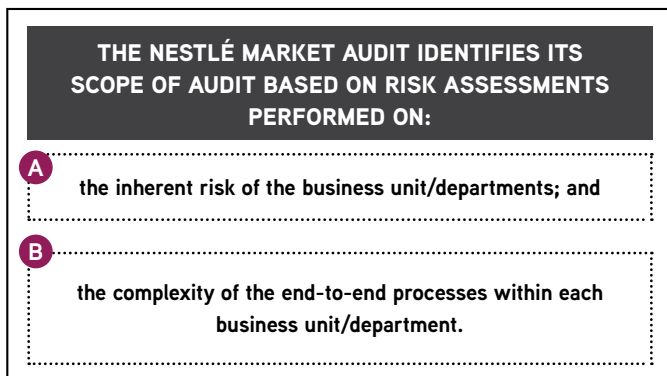 THE NESTLÉ MARKET AUDIT IDENTIFIES ITS
SCOPE OF AUDIT BASED ON RISK ASSESSMENTS
PERFORMED ON:
A
the inherent risk of the business unit/departments; and
B
the complexity of the end-to-end processes within each
business unit/department.